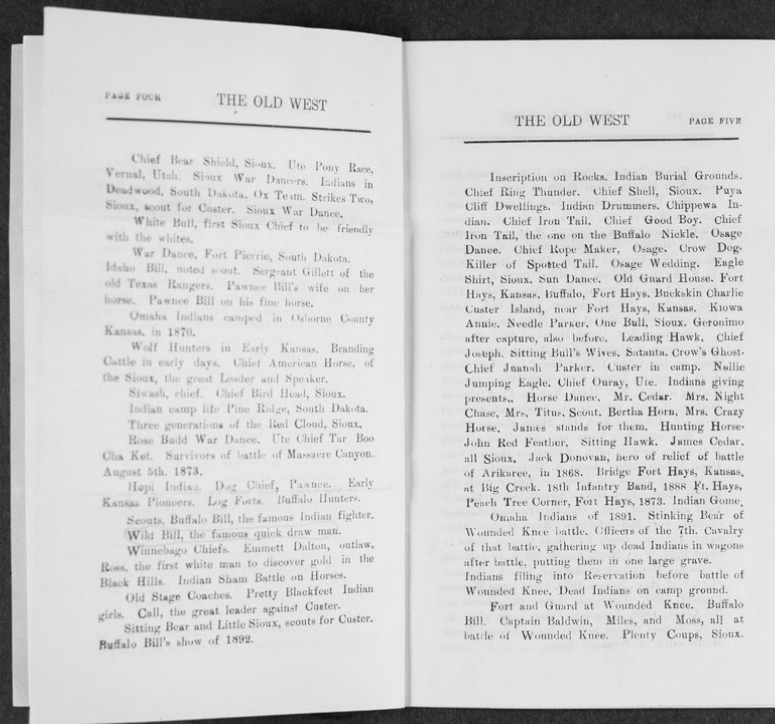 PAGE FOUR THE OLD WEST
Chief Bear Shield, Sioux. Ute Pony Race,
Vernal, Utah. Sioux War Dancers. Indians in
Deadwood, South Dakota. Ox Team. Strikes Two,
Sioux, scout for Custer. Sioux War Dance.
White Bull, first Sioux Chief to be friendly
with the whites.
War Dance, Fort Pierrie, South Dakota.
Idaho Bill, noted scout. Sergeant Gillett of the
old Texas Rangers. Pawnee Bill's wife on her
horse. Pawnee Bill on his fine horse.
Omaha Indians camped in Osborne County
Kansas, in 1870.
Wolf Hunters in Early Kansas. Branding
Cattle in early days. Chief American Horse, of
the Sioux, the great Leader and Speaker.
Siwash, chief. Chief Bird Head, Sioux.
Indian camp life Pine Ridge, South Dakota.
Three generations of the Red Cloud, Sioux.
Rose Budd War Dance. Ute Chief Tar Boo
Cha Ket. Survivors of battle of Massacre Canyon.
August 5th. 1873.
Hopi Indian. Dog Chief, Pawnee. Early
Kansas Pioneers. Log Forts. Buffalo Hunters.
Scouts. Buffalo Bill, the famous Indian fighter.
Wild Bill, the famous quick draw man.
Winnebago Chiefs. Emmett Dalton, outlaw.
Ross, the first white man to discover gold in the
Black Hills. Indian Sham Battle on Horses.
Old Stage Coaches. Pretty Blackfeet Indian
girls. Call, the great leader against Custer.
Sitting Bear and Little Sioux, scouts for Custer.
Buffalo Bill's show of 1892.
THE OLD WEST PAGE FIVE
Inscription on Rocks. Indian Burial Grounds.
Chief Ring Thunder. Chief Shell, Sioux. Puya
Cliff Dwellings. Indian Drummers. Chippewa In-
dian. Chief Iron Tail. Chief Good Boy. Chief
Iron Tail, the one on the Buffalo Nickle. Osage
Dance. Chief Rope Maker, Osage. Crow Dog-
Killer of Spotted Tail. Osage Wedding. Eagle
Shirt, Sioux. Sun Dance. Old Guard House. Fort
Hays, Kansas. Buffalo, Fort Hays. Buckskin Charlie
Custer Island, near Fort Hays, Kansas. Kiowa
Annie. Needle Parker. One Bull, Sioux. Geronimo
after capture, also before. Leading Hawk, Chief
Joseph. Sitting Bull's Wives. Satanta. Crow's Ghost-
Chief Juanah Parker. Custer in camp. Nellie
Jumping Eagle. Chief Ouray, Ute. Indians giving
presents,. Horse Dance. Mr. Cedar. Mrs. Night
Chase, Mrs. Titus. Scout. Bertha Horn, Mrs. Crazy
Horse, James stands for them. Hunting Horse-
John Red Feather. Sitting Hawk. James Cedar.
all Sioux. Jack Donovan, hero of relief of battle
of Arikaree, in 1868. Bridge Fort Hays, Kansas,
at Big Creek. 18th Infantry Band, 1888 Ft. Hays,
Peach Tree Corner, Fort Hays, 1873. Indian Gome.
Omaha Indians of 1891. Stinking Bear of
Wounded Knee battle. Officers of the 7th. Cavalry
of that battle, gathering up dead Indians in wagons
after battle, putting them in one large grave.
Indians filing into Reservation before battle of
Wounded Knee. Dead Indians on camp ground.
Fort and Guard at Wounded Knee. Buffalo
Bill. Captain Baldwin, Miles, and Moss, all at
battle of Wounded Knee. Plenty Coups, Sioux.